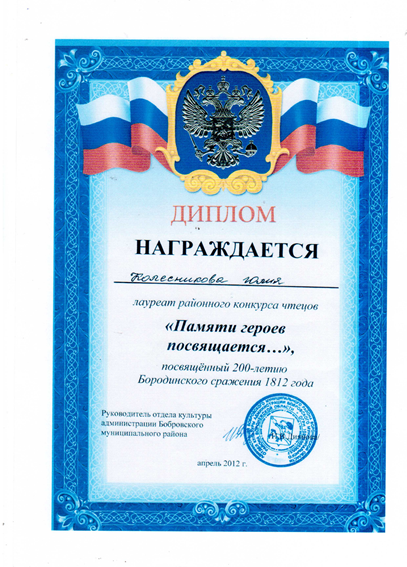 ДИПЛОМ
НАГРАЖДАЕТСЯ
Колесникова Юлия
лауреат районного конкурса чтецов
«Памяти героев
посвящается…»,
посвящённый 200-летию
Бородинского сражения 1812 года
Руководитель отдела культуры
администрации Бобровского
муниципального района
апрель 2012 г.